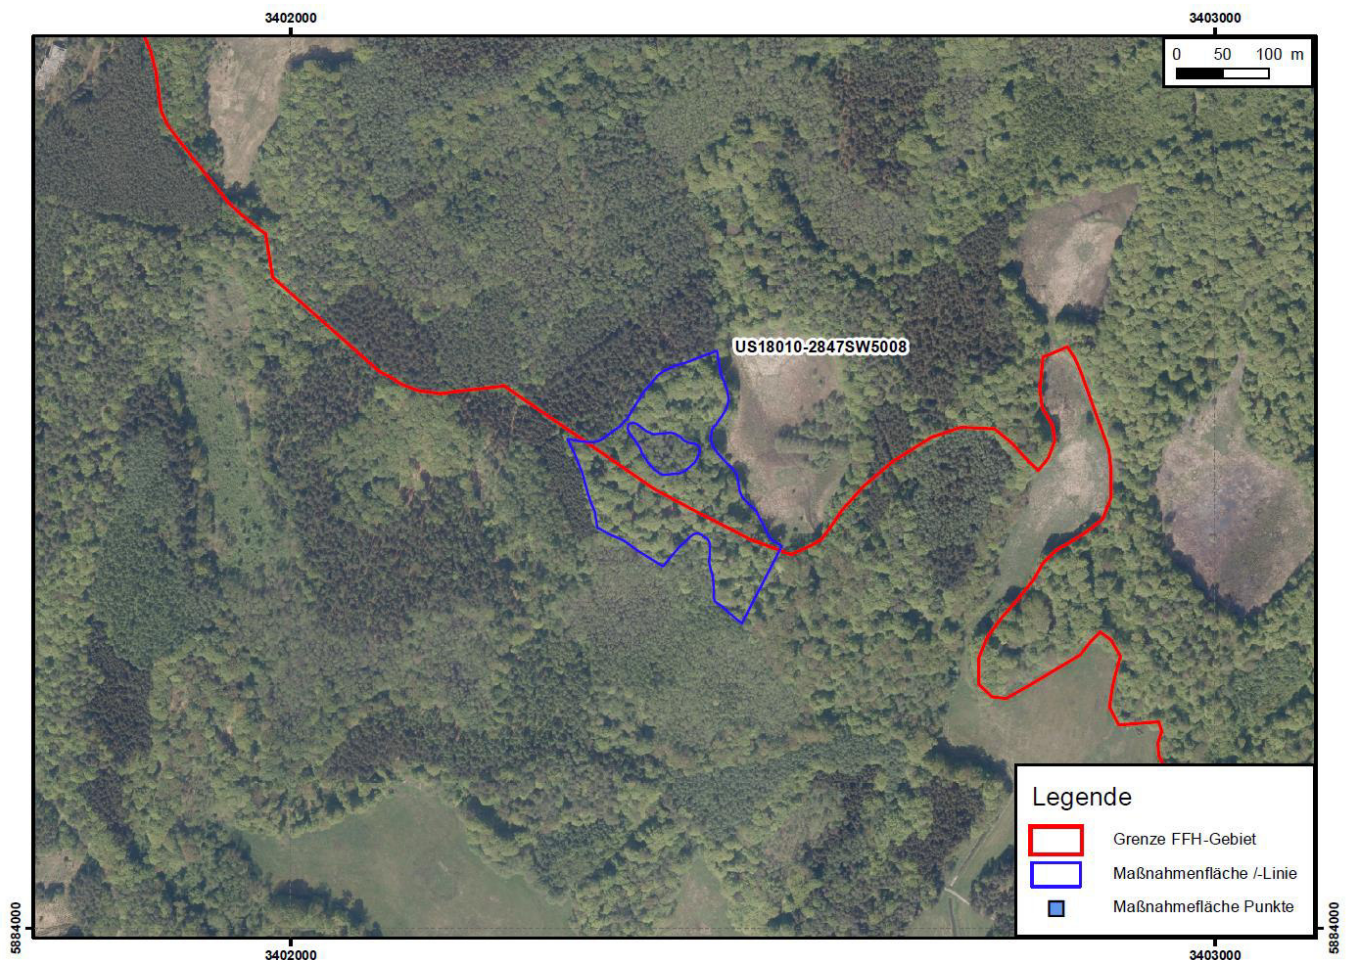 3402000 3403000
0 50 100 m
US18010-2847SW5008
Legende
Grenze FFH-Gebiet
Maßnahmenfläche /-Linie
Maßnahmefläche Punkte
5884000 5884000
3402000 3403000